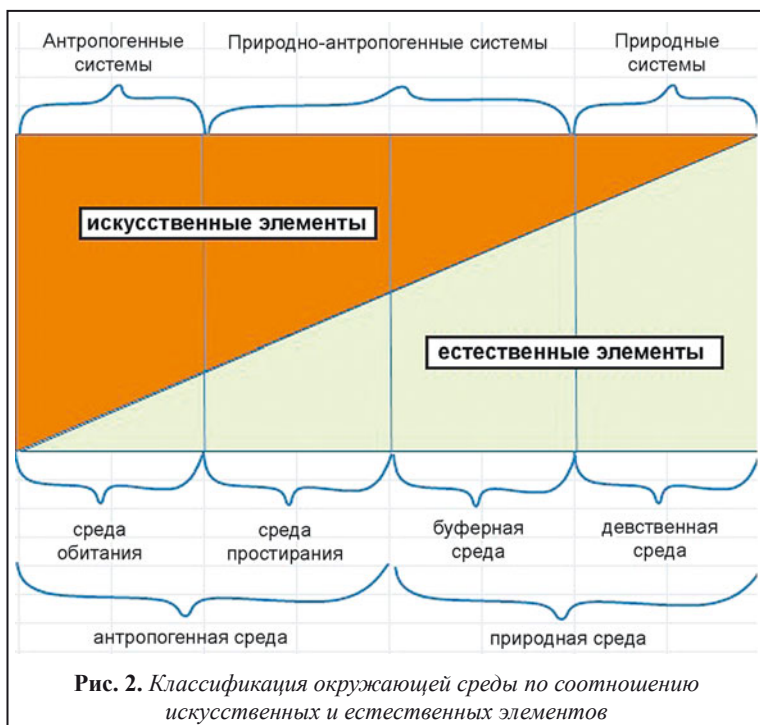 Антропогенные системы
Природно-антропогенные системы
Природные системы
искусственные элементы
естественные элементы
среда обитания
среда простирания
буферная среда
девственная среда
антропогенная среда
природная среда
Рис. 2. Классификация окружающей среды по соотношению
искусственных и естественных элементов